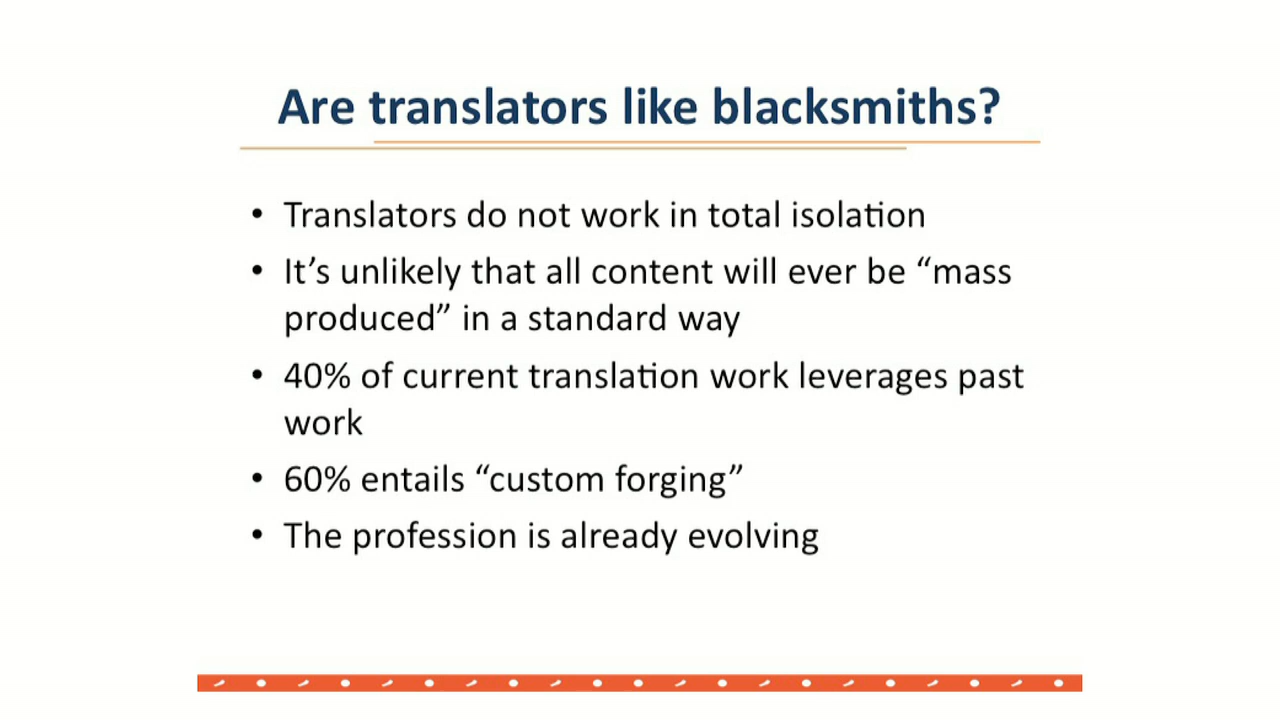 Are translators like blacksmiths?
• Translators do not work in total isolation
• It’s unlikely that all content will ever be “mass
produced” in a standard way
• 40% of current translation work leverages past
work
• 60% entails “custom forging”
• The profession is already evolving